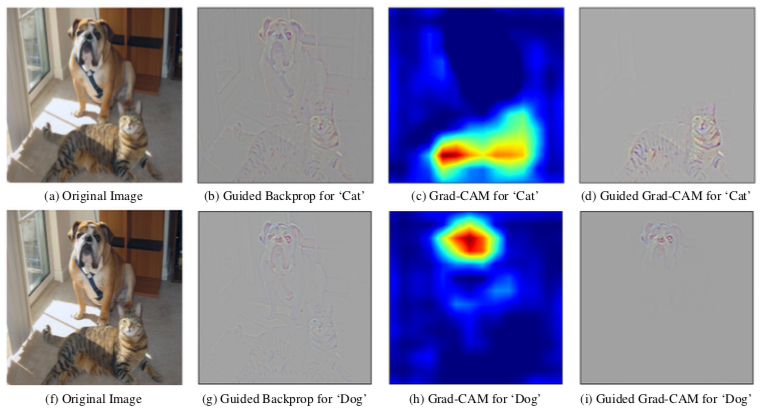 (a) Original Image
(b) Guided Backprop for ‘Cat’
(c) Grad-CAM for ‘Cat’
(d) Guided Grad-CAM for ‘Cat’
(f) Original Image
(g) Guided Backprop for ‘Dog’
(h) Grad-CAM for ‘Dog’
(i) Guided Grad-CAM for ‘Dog’